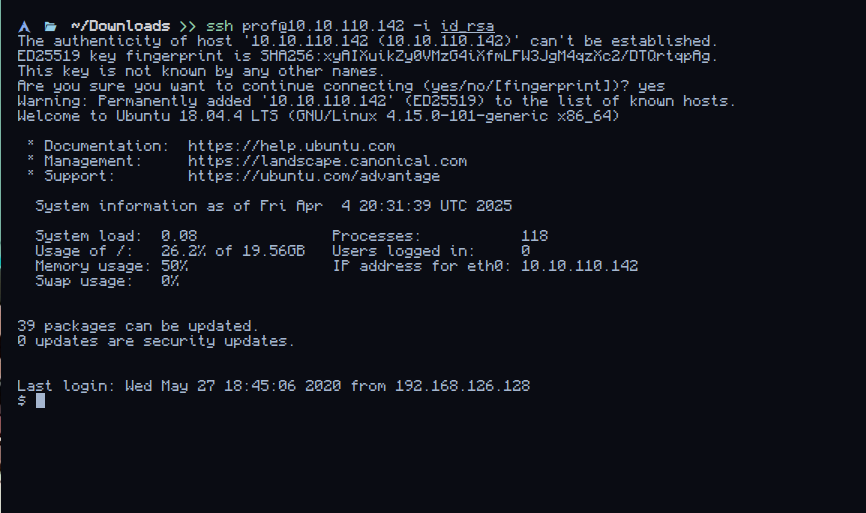 ~/Downloads >> ssh prof@10.10.110.142 -i id_rsa
The authenticity of host '10.10.110.142 (10.10.110.142)' can't be established.
ED25519 key fingerprint is SHA256:xyAIXuikZy0VMzG4iXfmLFW3JgM4qzXc2/DTQrtqpAg.
This key is not known by any other names.
Are you sure you want to continue connecting (yes/no/[fingerprint])? yes
Warning: Permanently added '10.10.110.142' (ED25519) to the list of known hosts.
Welcome to Ubuntu 18.04.4 LTS (GNU/Linux 4.15.0-101-generic x86_64)
* Documentation: https://help.ubuntu.com
* Management: https://landscape.canonical.com
* Support: https://ubuntu.com/advantage
System information as of Fri Apr 4 20:31:39 UTC 2025
System load: 0.08 Processes: 118
Usage of /: 26.2% of 19.56GB Users logged in: 0
Memory usage: 50% IP address for eth0: 10.10.110.142
Swap usage: 0%
39 packages can be updated.
0 updates are security updates.
Last login: Wed May 27 18:45:06 2020 from 192.168.126.128
$